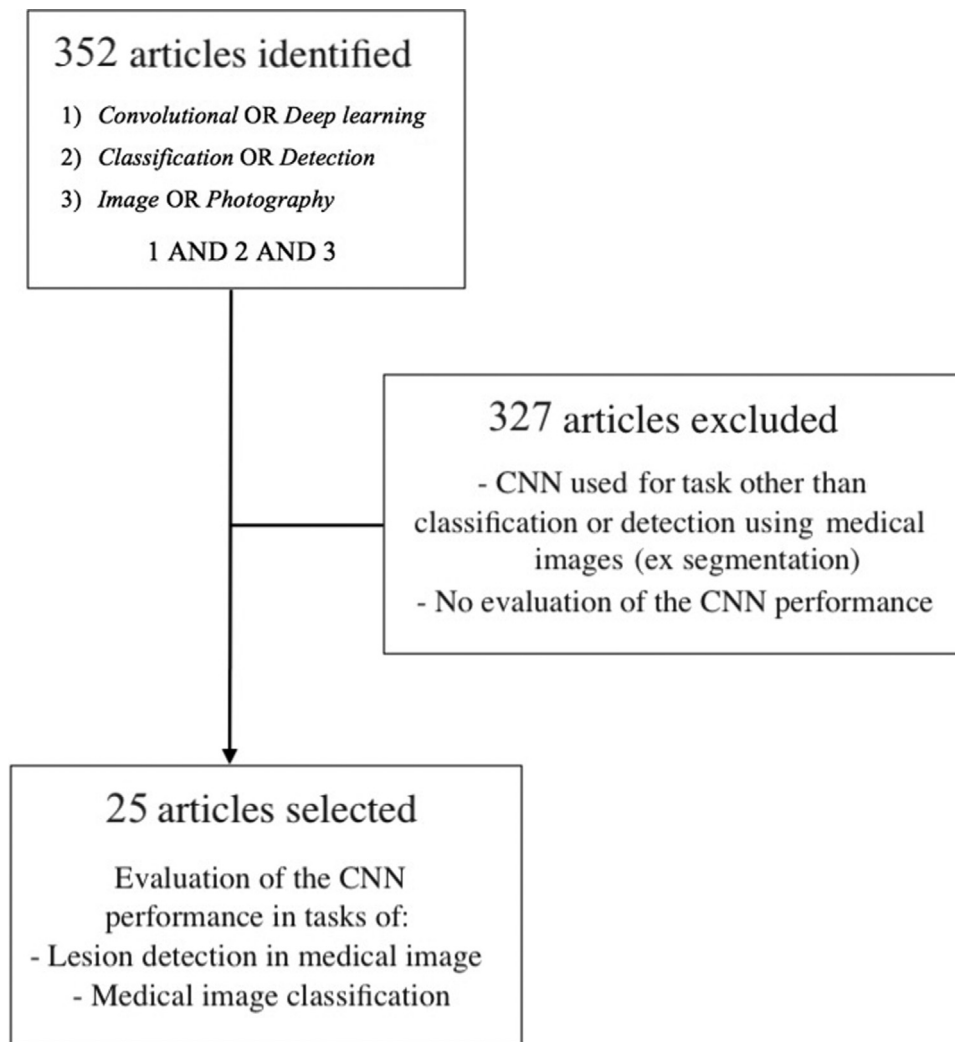 352 articles identified
1) Convolutional OR Deep learning
2) Classification OR Detection
3) Image OR Photography
1 AND 2 AND 3
327 articles excluded
- CNN used for task other than
classification or detection using medical
images (ex segmentation)
- No evaluation of the CNN performance
25 articles selected
Evaluation of the CNN
performance in tasks of:
- Lesion detection in medical image
- Medical image classification